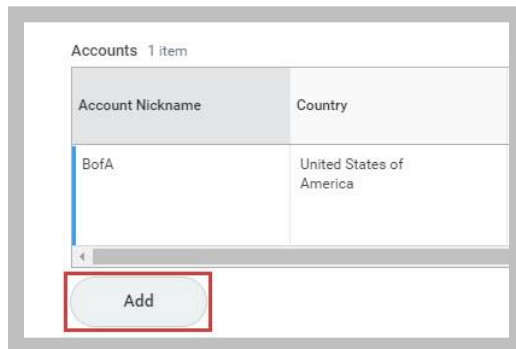 Accounts 1 item
Account Nickname Country
BofA United States of
America
Add